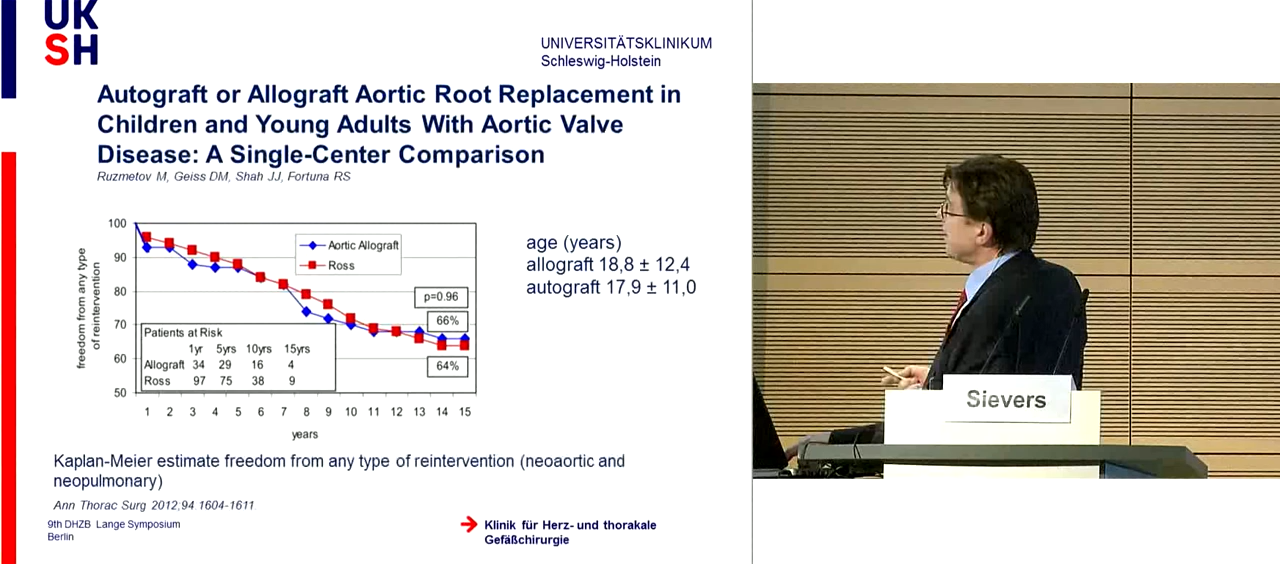 UK
SH
UNIVERSITÄTSKLINIKUM
Schleswig-Holstein
Autograft or Allograft Aortic Root Replacement in
Children and Young Adults With Aortic Valve
Disease: A Single-Center Comparison
Ruzmetov M, Geiss DM, Shah JJ, Fortuna RS
freedom from any type
of reintervention
100
90
80
70
60
50
Aortic Allograft
Ross
p=0.96
66%
64%
Patients at Risk
1yr 5yrs 10yrs 15yrs
Allograft 34 29 16 4
Ross 97 75 38 9
1 2 3 4 5 6 7 8 9 10 11 12 13 14 15
years
age (years)
allograft 18,8 ± 12,4
autograft 17,9 ± 11,0
Kaplan-Meier estimate freedom from any type of reintervention (neoaortic and
neopulmonary)
Ann Thorac Surg 2012;94 1604-1611
9th DHZB Lange Symposium
Berlin
Klinik für Herz- und thorakale
Gefäßchirurgie
Sievers